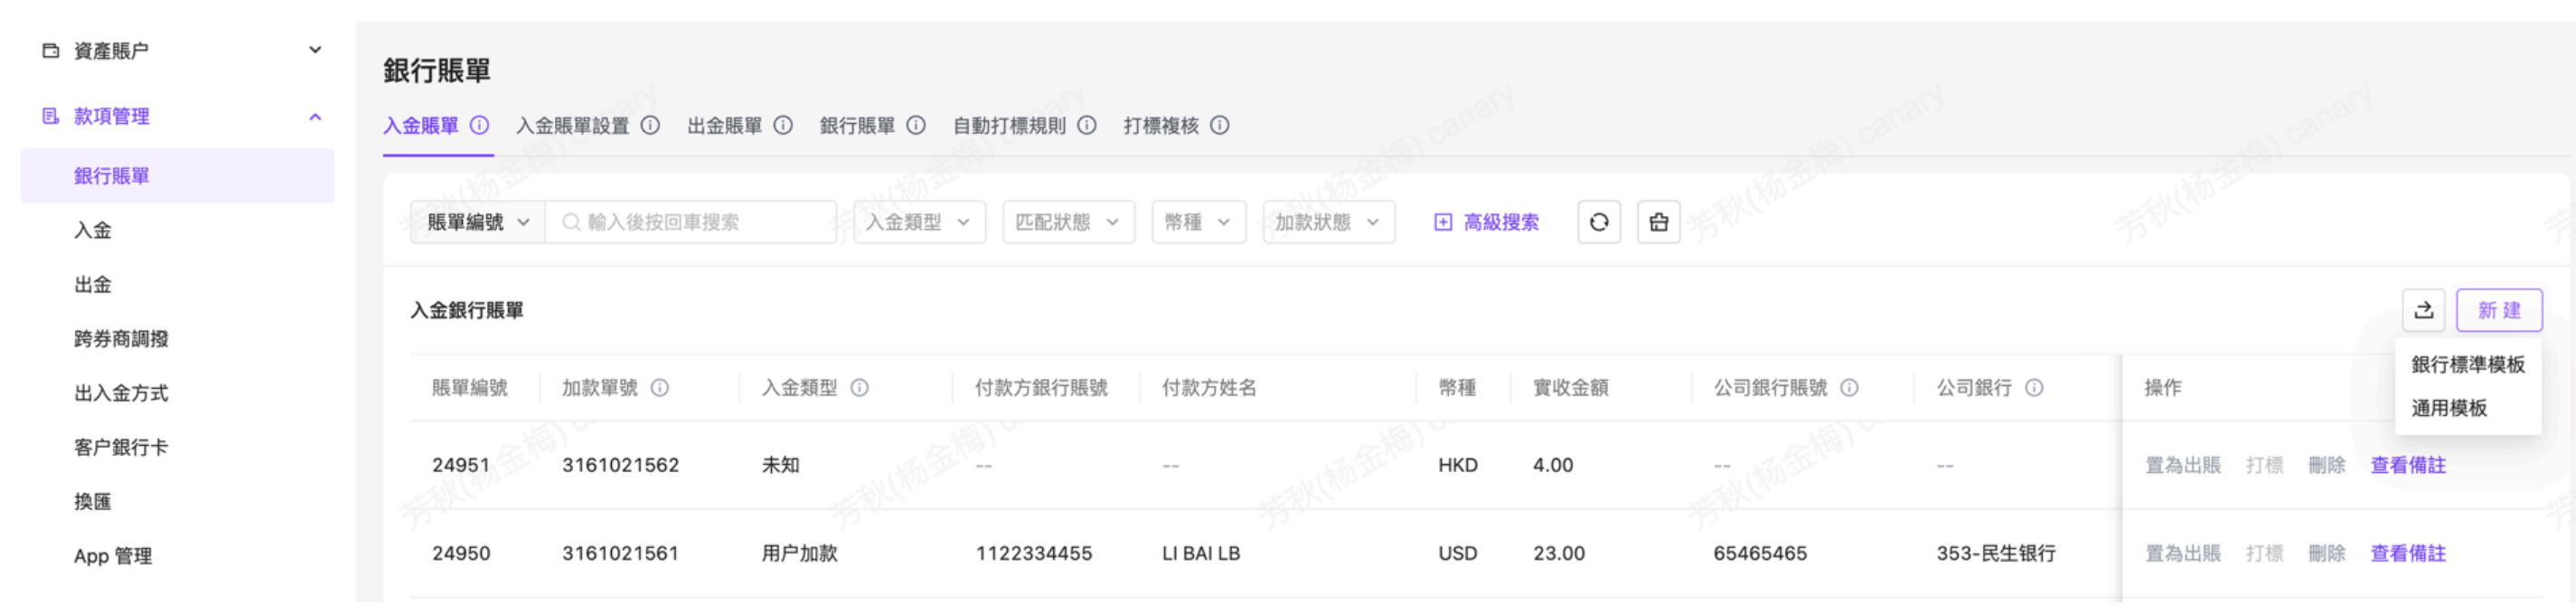 資產賬户
款項管理
銀行賬單
入金
出金
跨券商調撥
出入金方式
客户銀行卡
換匯
App 管理
銀行賬單
入金賬單 入金賬單設置 出金賬單 銀行賬單 自動打標規則 打標複核
賬單編號 輸入後按回車搜索 入金類型 匹配狀態 幣種 加款狀態 高級搜索
入金銀行賬單 新 建
銀行標準模板
通用模板
賬單編號 加款單號 入金類型 付款方銀行賬號 付款方姓名 幣種 實收金額 公司銀行賬號 公司銀行 操作
24951 3161021562 未知 -- -- HKD 4.00 -- -- 置為出賬 打標 刪除 查看備註
24950 3161021561 用户加款 1122334455 LI BAI LB USD 23.00 65465465 353-民生银行 置為出賬 打標 刪除 查看備註
芳秋(杨金梅) canary